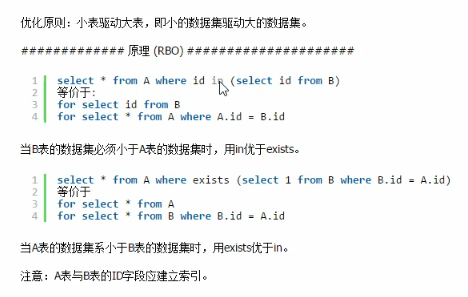 优化原则：小表驱动大表，即小的数据集驱动大的数据集。
############# 原理 (RBO) #####################
1 select * from A where id in (select id from B)
2 等价于:
3 for select id from B
4 for select * from A where A.id = B.id
当B表的数据集必须小于A表的数据集时，用in优于exists。
1 select * from A where exists (select 1 from B where B.id = A.id)
2 等价于
3 for select * from A
4 for select * from B where B.id = A.id
当A表的数据集系小于B表的数据集时，用exists优于in。
注意：A表与B表的ID字段应建立索引。